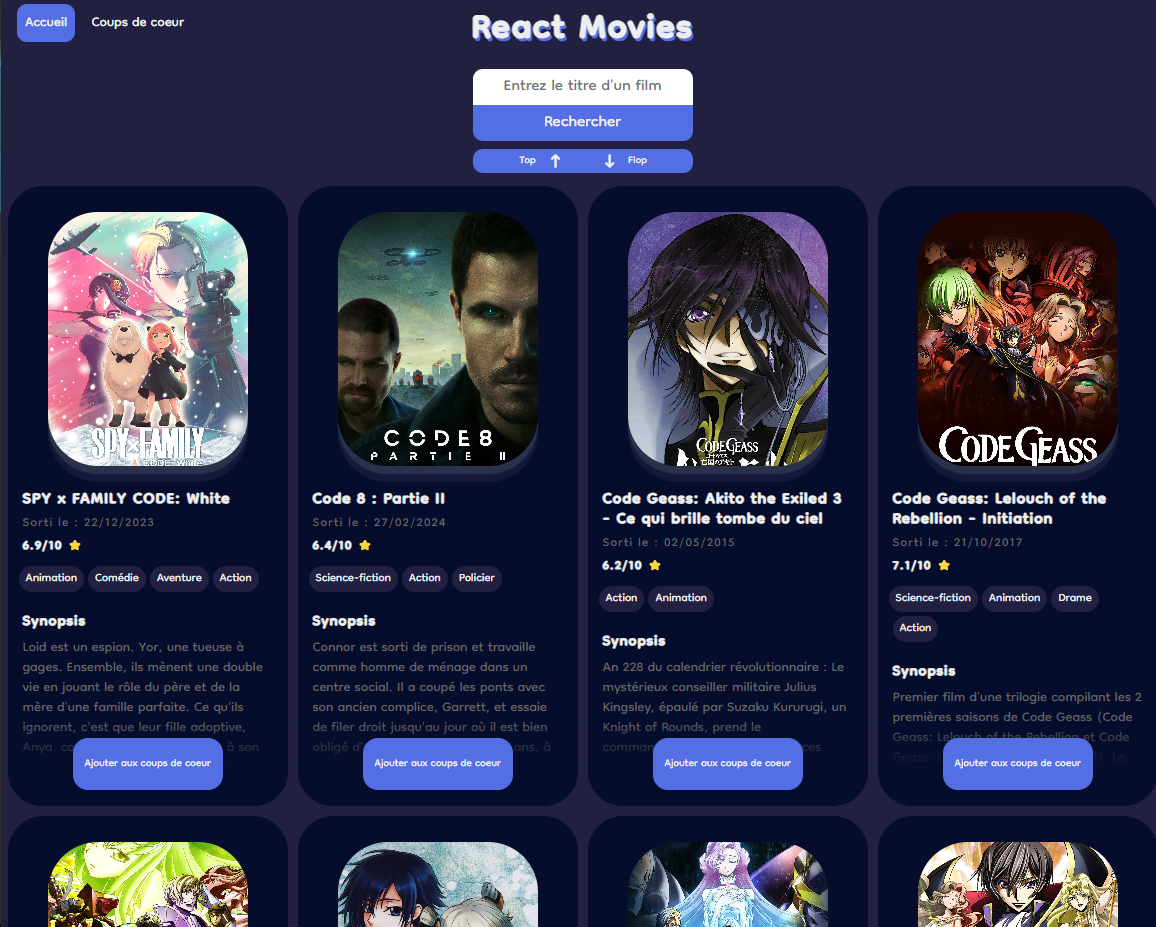 Accueil
Coups de coeur
React Movies
Entrez le titre d'un film
Rechercher
Top ↑ ↓ Flop
SPY×FAMILY
CODE: White
SPY x FAMILY CODE: White
Sorti le : 22/12/2023
6.9/10
Animation Comédie Aventure Action
Synopsis
Loid est un espion. Yor, une tueuse à
gages. Ensemble, ils mènent une double
vie en jouant le rôle du père et de la
mère d'une famille parfaite. Ce qu'ils
ignorent, c'est que leur fille adoptive,
Anya, à son
Ajouter aux coups de coeur
CODE 8
PARTIE II
Code 8 : Partie II
Sorti le : 27/02/2024
6.4/10
Science-fiction Action Policier
Synopsis
Connor est sorti de prison et travaille
comme homme de ménage dans un
centre social. Il a coupé les ponts avec
son ancien complice, Garrett, et essaie
de filer droit jusqu'au jour où il est bien
obligé ans, à
Ajouter aux coups de coeur
CODE GEASS
Code Geass: Akito the Exiled 3
- Ce qui brille tombe du ciel
Sorti le : 02/05/2015
6.2/10
Action Animation
Synopsis
An 228 du calendrier révolutionnaire : Le
mystérieux conseiller militaire Julius
Kingsley, épaulé par Suzaku Kururugi, un
Knight of Rounds, prend le
Ajouter aux coups de coeur
CODE GEASS
Code Geass: Lelouch of the
Rebellion - Initiation
Sorti le : 21/10/2017
7.1/10
Science-fiction Animation Drame
Action
Synopsis
Premier film d'une trilogie compilant les 2
premières saisons de Code Geass (Code
Geass: Lelouch of the Rebellion et Code
Geass: Le
Ajouter aux coups de coeur